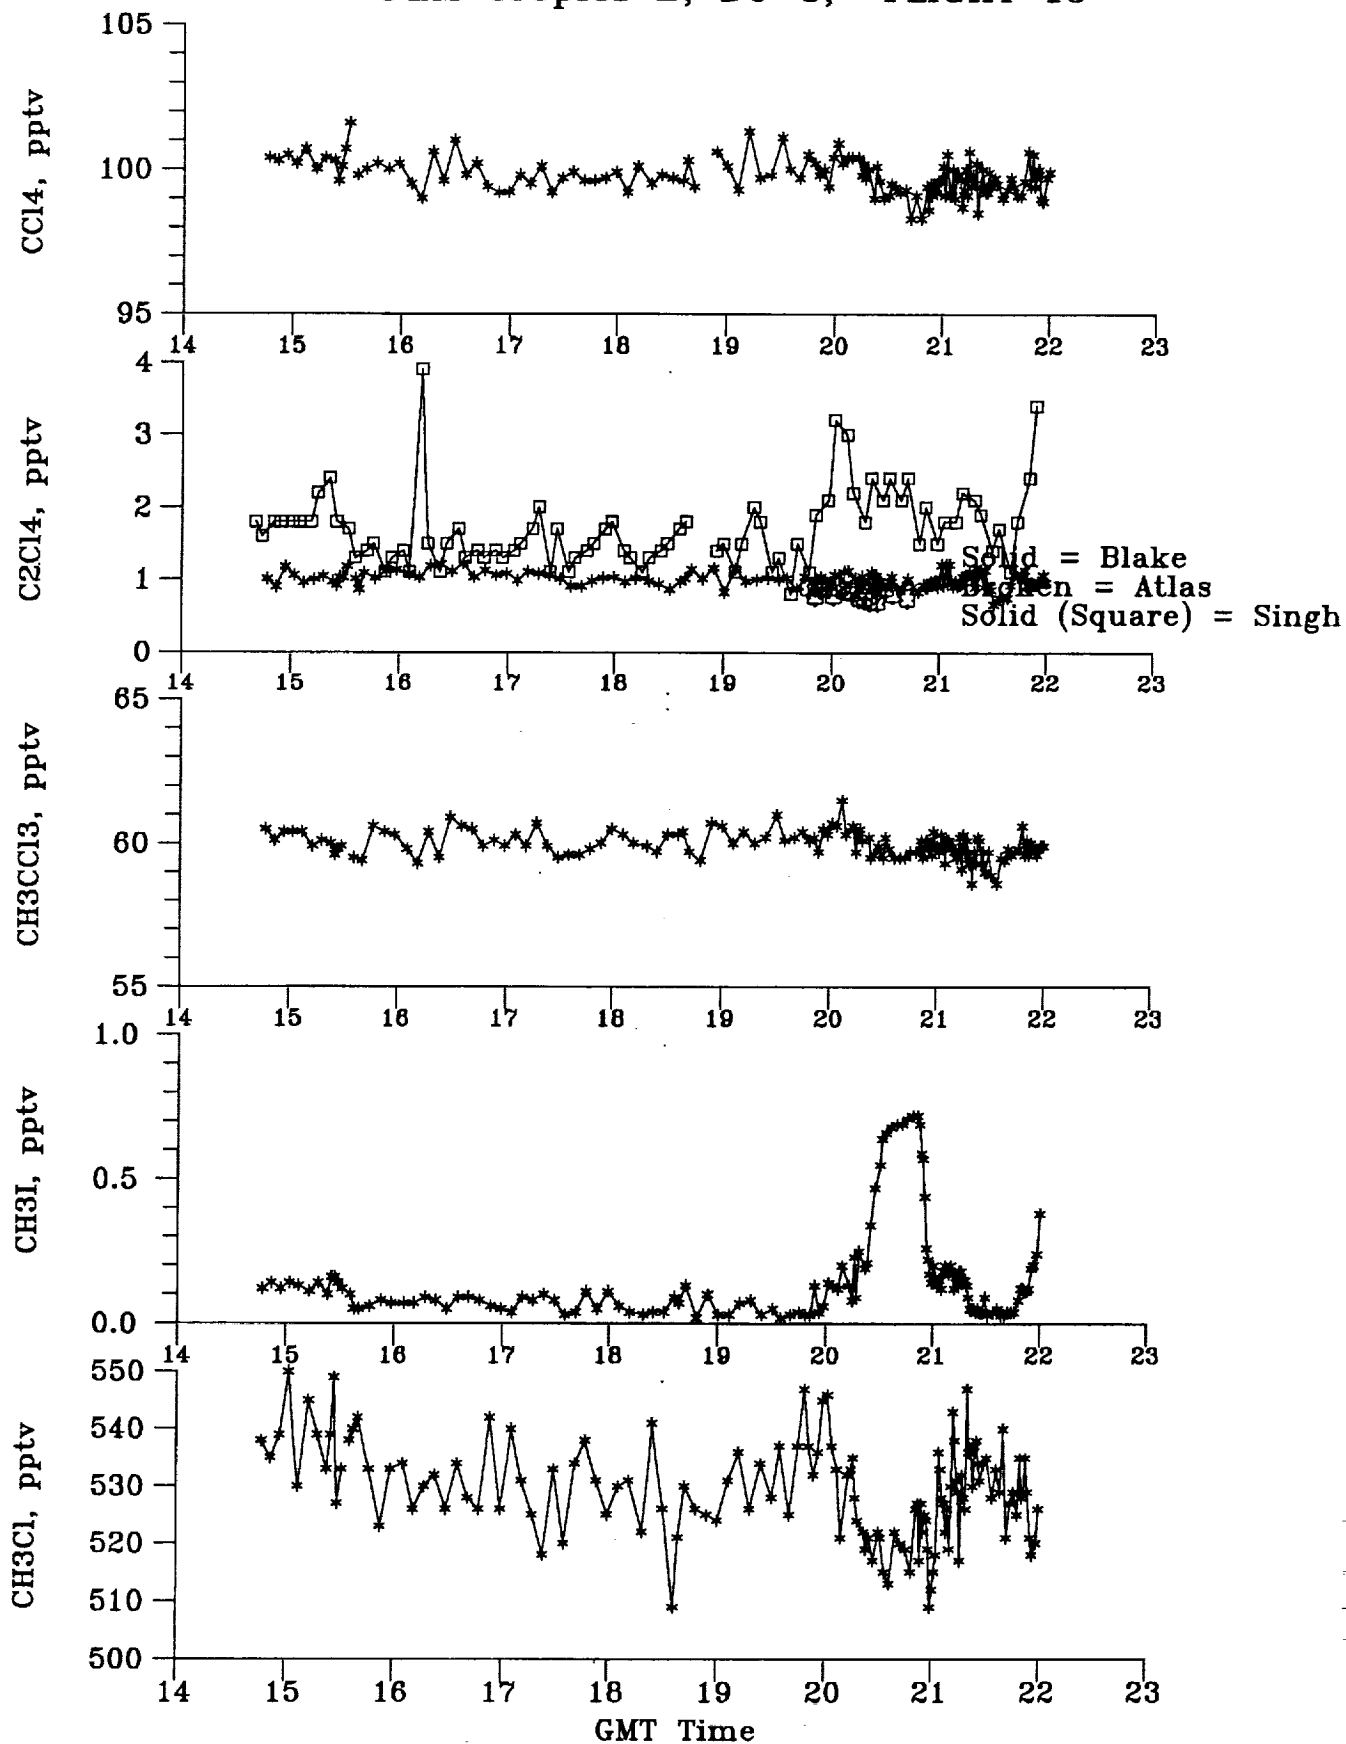 105
100
95
CCl4, pptv
14 15 16 17 18 19 20 21 22 23
4
3
2
1
0
C2Cl4, pptv
Solid = Blake
Broken = Atlas
Solid (Square) = Singh
14 15 16 17 18 19 20 21 22 23
65
60
55
CH3CCl3, pptv
14 15 16 17 18 19 20 21 22 23
1.0
0.5
0.0
CH3I, pptv
14 15 16 17 18 19 20 21 22 23
550
540
530
520
510
500
CH3Cl, pptv
14 15 16 17 18 19 20 21 22 23
GMT Time